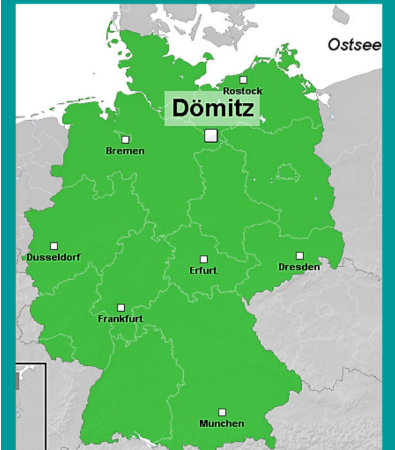 Ostsee
Rostock
Dömitz
Bremen
Dusseldorf
Erfurt
Dresden
Frankfurt
Munchen